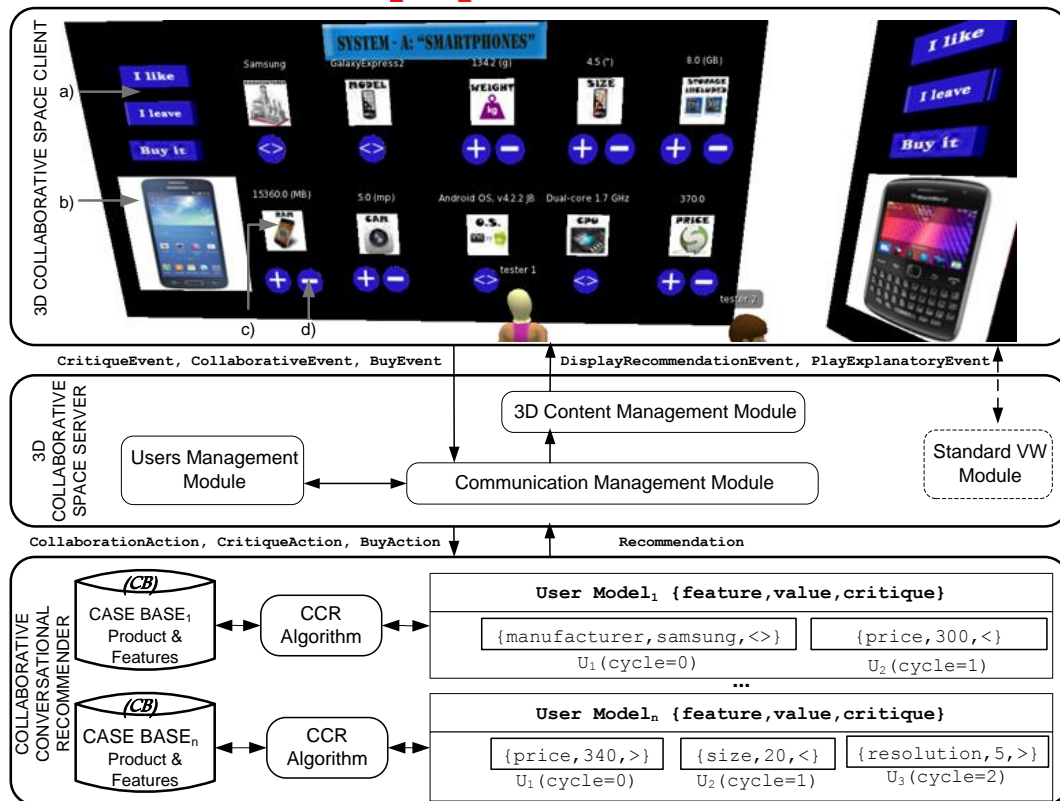 3D COLLABORATIVE SPACE CLIENT
SYSTEM - A: "SMARTPHONES"
I like
I leave
Buy it
Samsung
GalaxyExpress2
134.2 (g)
4.5 (")
8.0 (GB)
MODEL
WEIGHT
kg
SIZE
STORAGE
INCLUDED
<> <> + - + - + -
I like
I leave
Buy it
a)
b)
15360.0 (MB)
5.0 (mp)
Android OS, v4.2.2 JB
Dual-core 1.7 GHz
370.0
RAM
CAM
O.S.
CPU
PRICE
+ - + - <> <> + -
tester 1
tester 2
c)
d)
CritiqueEvent, CollaborativeEvent, BuyEvent
DisplayRecommendationEvent, PlayExplanatoryEvent
3D
COLLABORATIVE
SPACE SERVER
3D Content Management Module
Users Management
Module
Communication Management Module
Standard VW
Module
CollaborationAction, CritiqueAction, BuyAction
Recommendation
COLLABORATIVE
CONVERSATIONAL
RECOMMENDER
(CB)
CASE BASE1
Product &
Features
CCR
Algorithm
User Model1 {feature,value,critique}
{manufacturer,samsung,<>}
U1(cycle=0)
{price,300,<}
U2(cycle=1)
...
(CB)
CASE BASEn
Product &
Features
CCR
Algorithm
User Modeln {feature,value,critique}
{price,340,>}
U1(cycle=0)
{size,20,<}
U2(cycle=1)
{resolution,5,>}
U3(cycle=2)